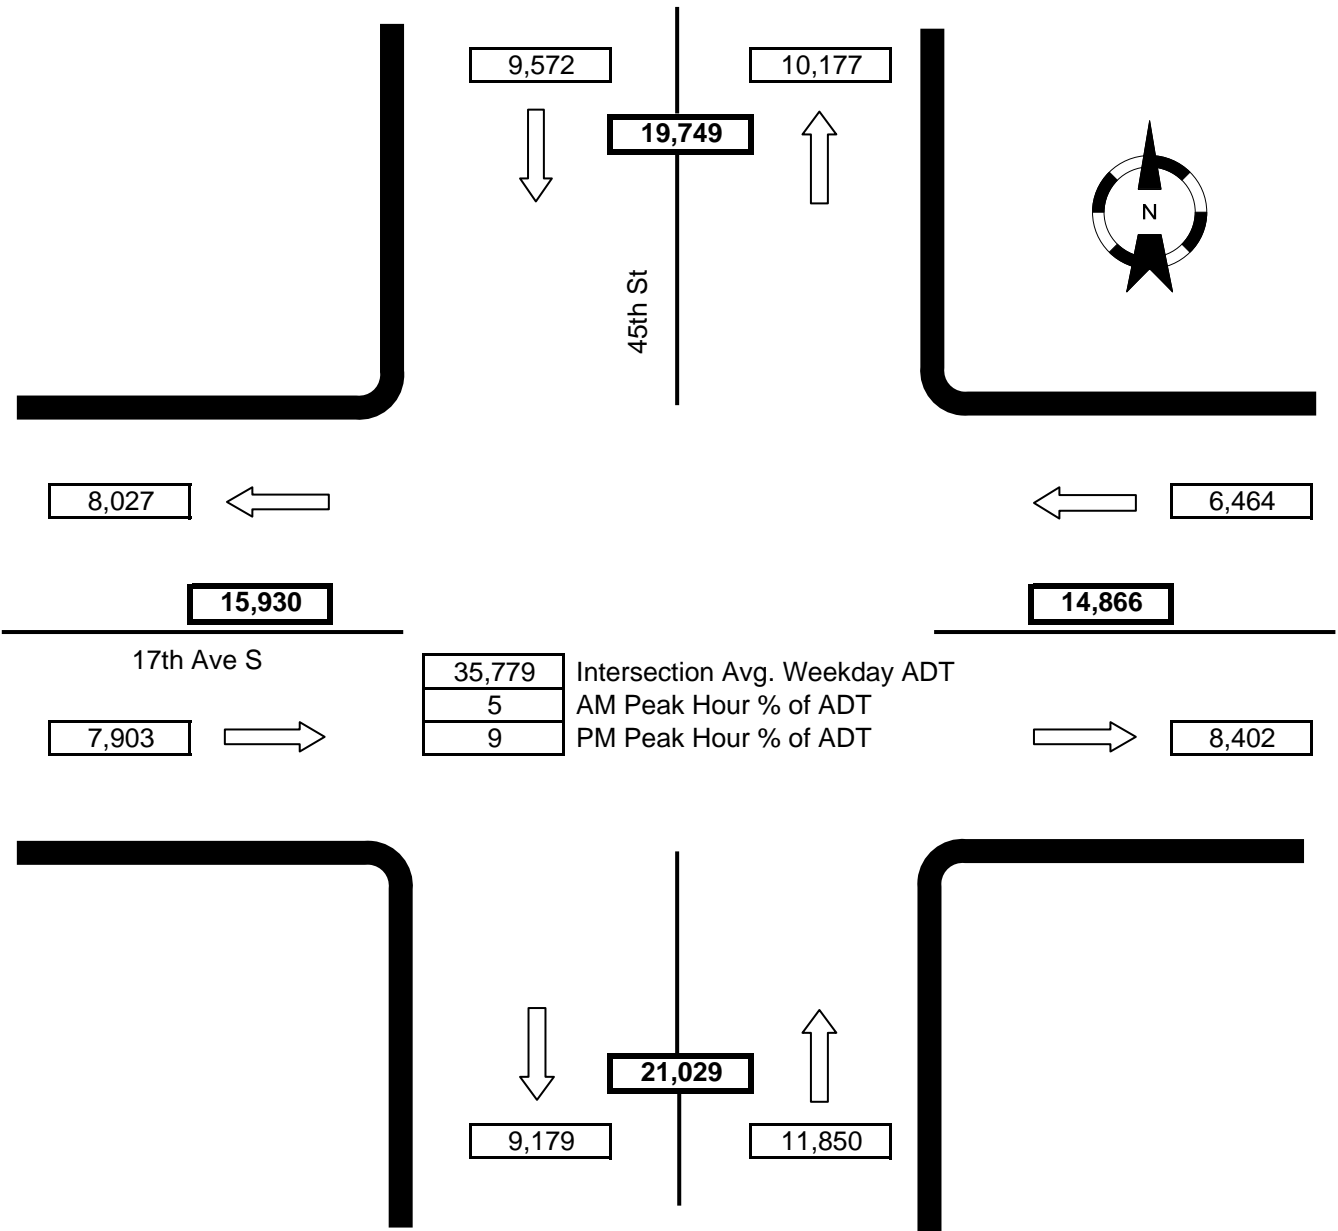 9,572
10,177
19,749
N
45th St
8,027
6,464
15,930
14,866
17th Ave S
35,779 Intersection Avg. Weekday ADT
5 AM Peak Hour % of ADT
9 PM Peak Hour % of ADT
7,903
8,402
21,029
9,179
11,850